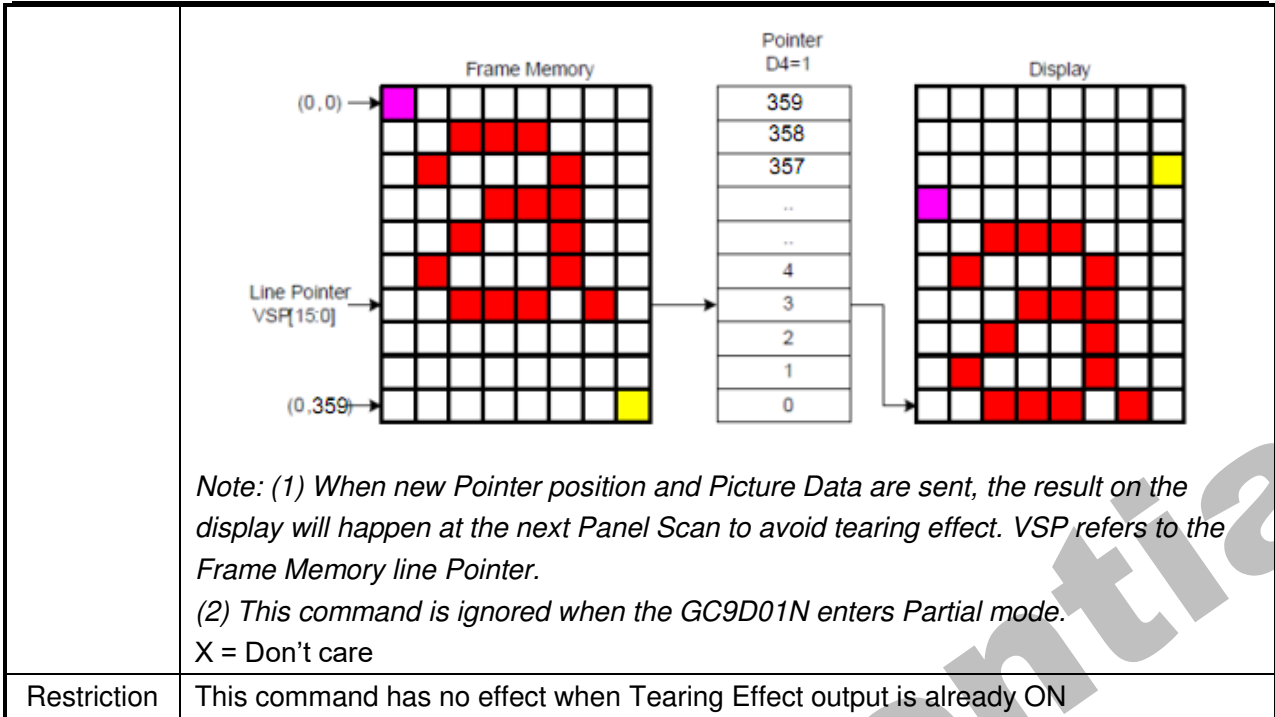 Pointer
D4=1
Frame Memory
Display
(0,0)
359
358
357
..
..
4
Line Pointer
VSP[15:0]
3
2
1
(0,359)
0
Note: (1) When new Pointer position and Picture Data are sent, the result on the
display will happen at the next Panel Scan to avoid tearing effect. VSP refers to the
Frame Memory line Pointer.
(2) This command is ignored when the GC9D01N enters Partial mode.
X = Don’t care
Restriction
This command has no effect when Tearing Effect output is already ON